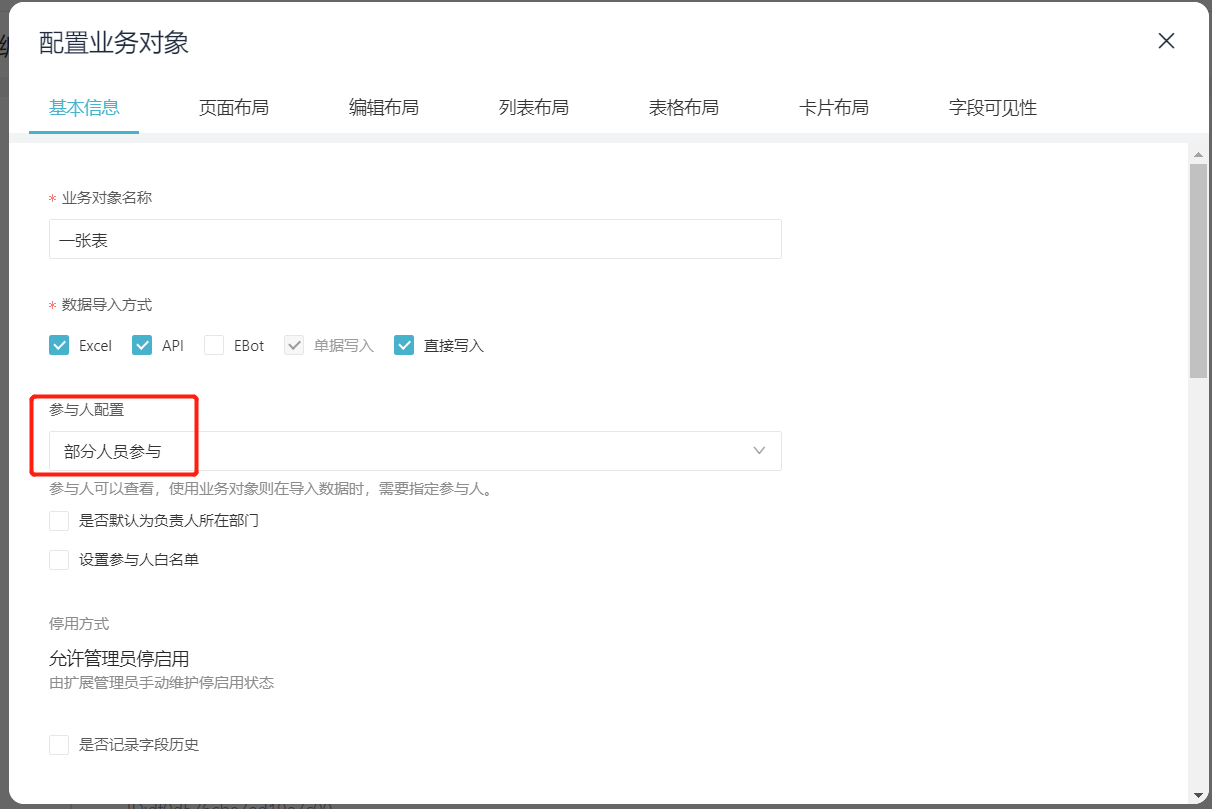 配置业务对象
基本信息 页面布局 编辑布局 列表布局 表格布局 卡片布局 字段可见性
* 业务对象名称
一张表
* 数据导入方式
Excel API EBot 单据写入 直接写入
参与人配置
部分人员参与
参与人可以查看，使用业务对象则在导入数据时，需要指定参与人。
是否默认为负责人所在部门
设置参与人白名单
停用方式
允许管理员停启用
由扩展管理员手动维护停启用状态
是否记录字段历史